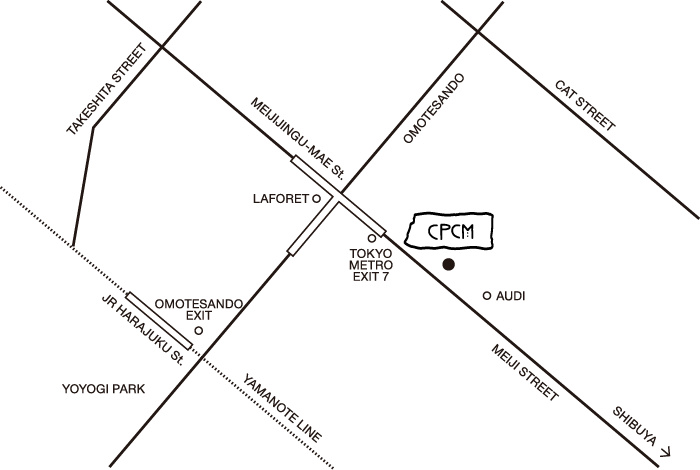 TAKESHITA STREET
MEIJIJINGU-MAE St.
OMOTESANDO
CAT STREET
LAFORET
CPCM
TOKYO
METRO
EXIT 7
AUDI
OMOTESANDO
EXIT
JR HARAJUKU St.
YOYOGI PARK
YAMANOTE LINE
MEIJI STREET
SHIBUYA